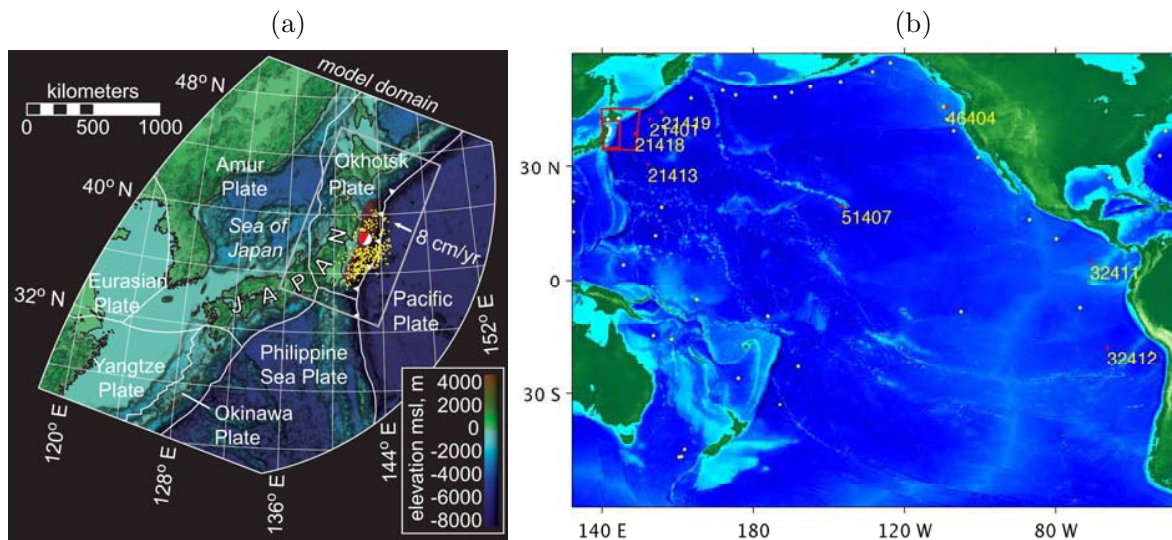 (a)
(b)
48° N
model domain
kilometers
0 500 1000
40° N
Amur
Plate
Okhotsk
Plate
Sea of
Japan
8 cm/yr
Eurasian
Plate
32° N
JAPAN
Pacific
Plate
152° E
Yangtze
Plate
Philippine
Sea Plate
Okinawa
Plate
120° E
128° E
136° E
144° E
elevation msl, m
4000
2000
0
-2000
-4000
-6000
-8000
46404
21419
21401
21418
21413
51407
32411
32412
30 N
0
30 S
140 E 180 120 W 80 W